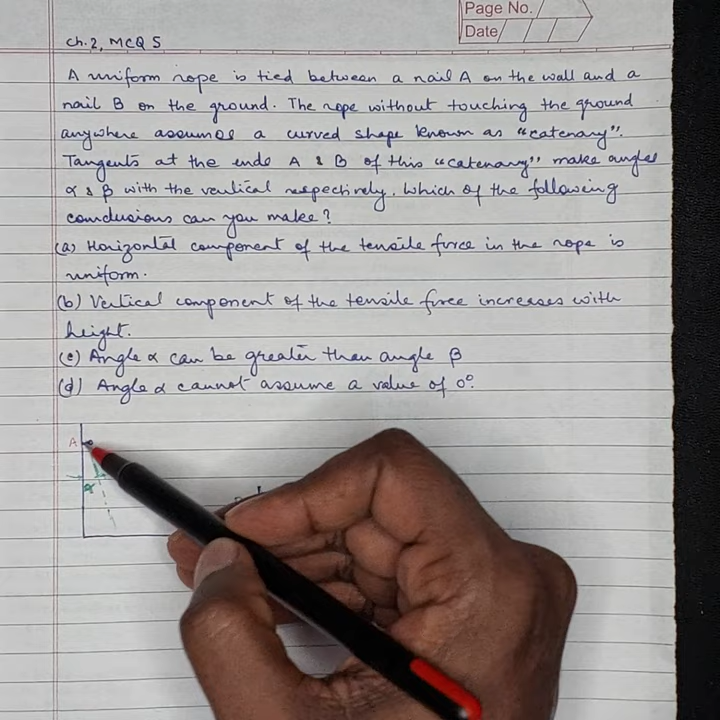 Page No.
Date
Ch.2, MCQ 5
A uniform rope is tied between a nail A on the wall and a
nail B on the ground. The rope without touching the ground
anywhere assumes a curved shape known as "catenary".
Tangents at the ends A & B of this "catenary" make angles
α & β with the vertical respectively. Which of the following
conclusions can you make?
(a) Horizontal component of the tensile force in the rope is
uniform.
(b) Vertical component of the tensile force increases with
height.
(c) Angle α can be greater than angle β
(d) Angle α cannot assume a value of 0°.
A
α